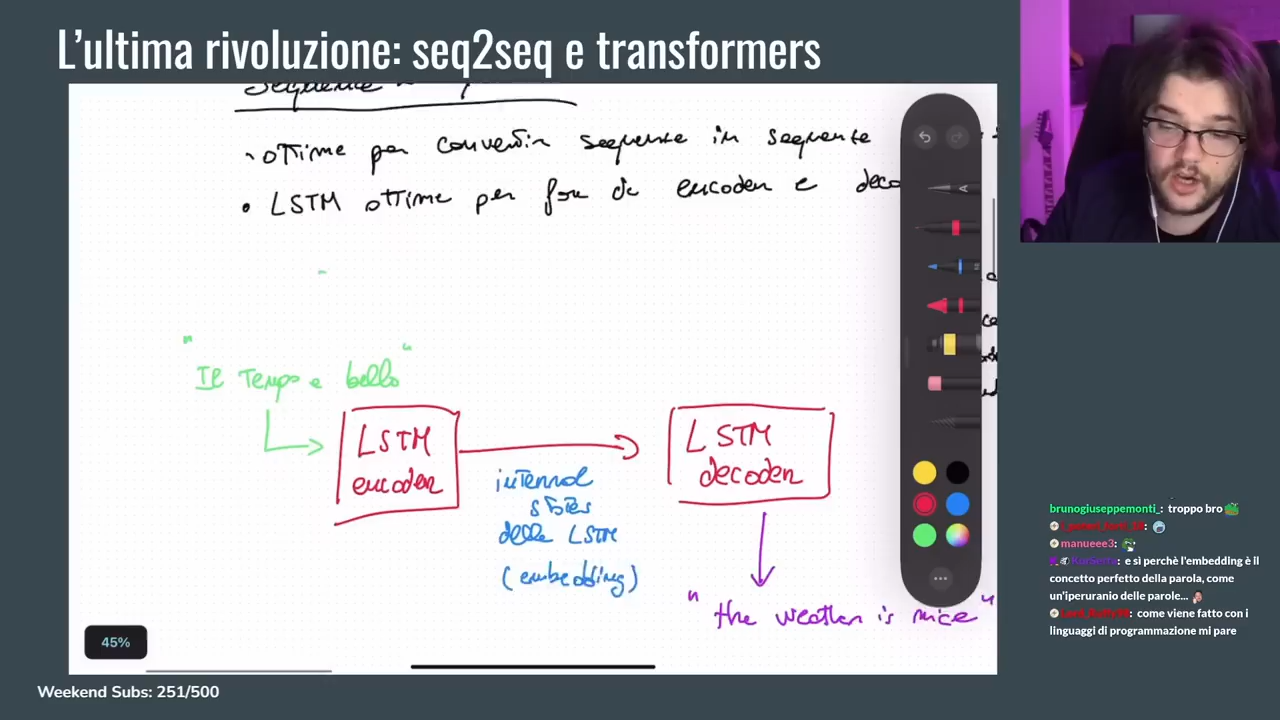 L'ultima rivoluzione: seq2seq e transformers
Sequence
• ottime per convertir sequenze in sequenze
• LSTM ottime per fare da encoder e deco
"Il tempo e bello"
LSTM
encoder
internal
states
delle LSTM
(embedding)
LSTM
decoder
"the weather is nice"
45%
Weekend Subs: 251/500
brunogiuseppemonti_: troppo bro
manueee3:
: e sì perchè l'embedding è il
concetto perfetto della parola, come
un'iperuranio delle parole...
: come viene fatto con i
linguaggi di programmazione mi pare